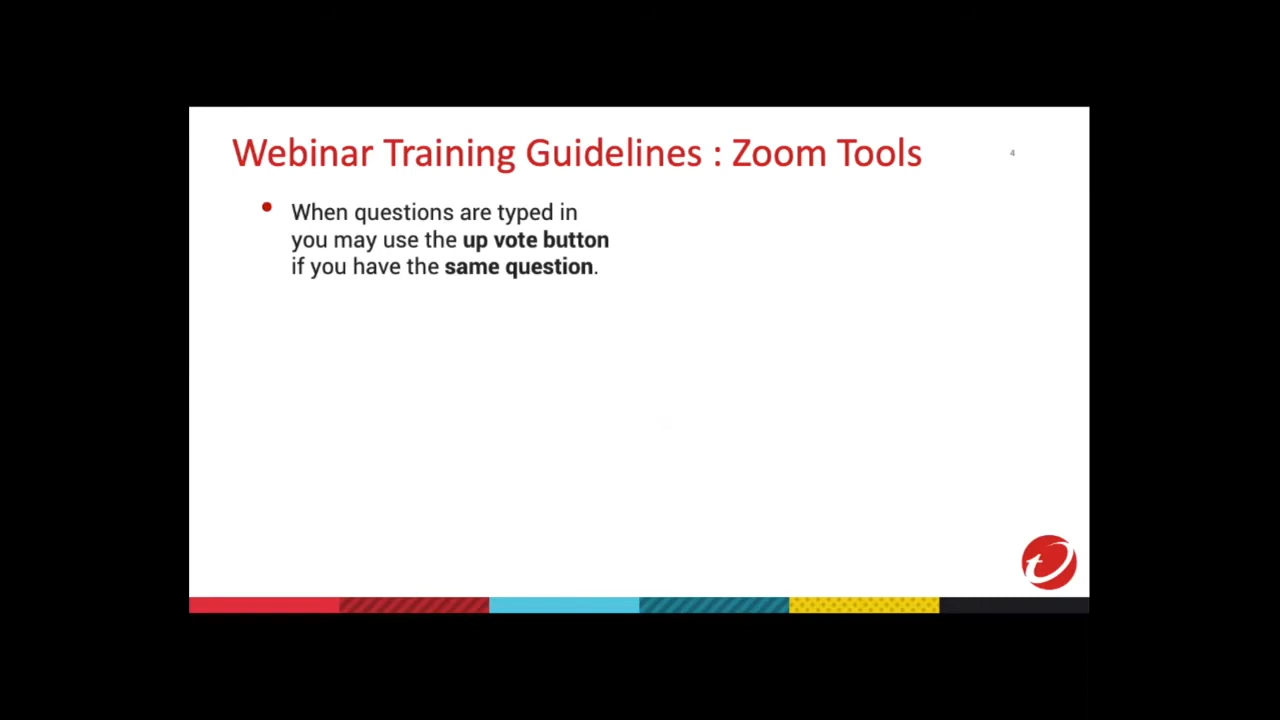 Webinar Training Guidelines : Zoom Tools
4
• When questions are typed in
you may use the up vote button
if you have the same question.